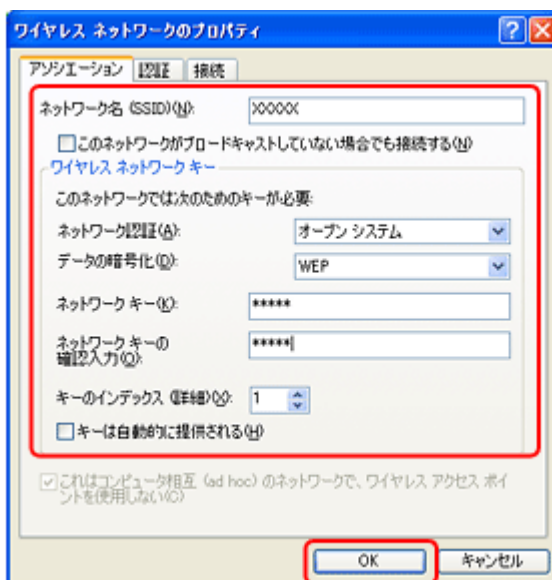 ワイヤレス ネットワークのプロパティ
アソシエーション 認証 接続
ネットワーク名 (SSID)(N): XXXXX
このネットワークがブロードキャストしていない場合でも接続する(N)
ワイヤレス ネットワーク キー
このネットワークでは次のためのキーが必要:
ネットワーク認証(A): オープン システム
データの暗号化(D): WEP
ネットワーク キー(K): *****
ネットワーク キーの
確認入力(O): *****
キーのインデックス (詳細)(X): 1
キーは自動的に提供される(H)
これはコンピュータ相互 (ad hoc) のネットワークで、ワイヤレス アクセス ポイ
ントを使用しない(C)
OK キャンセル